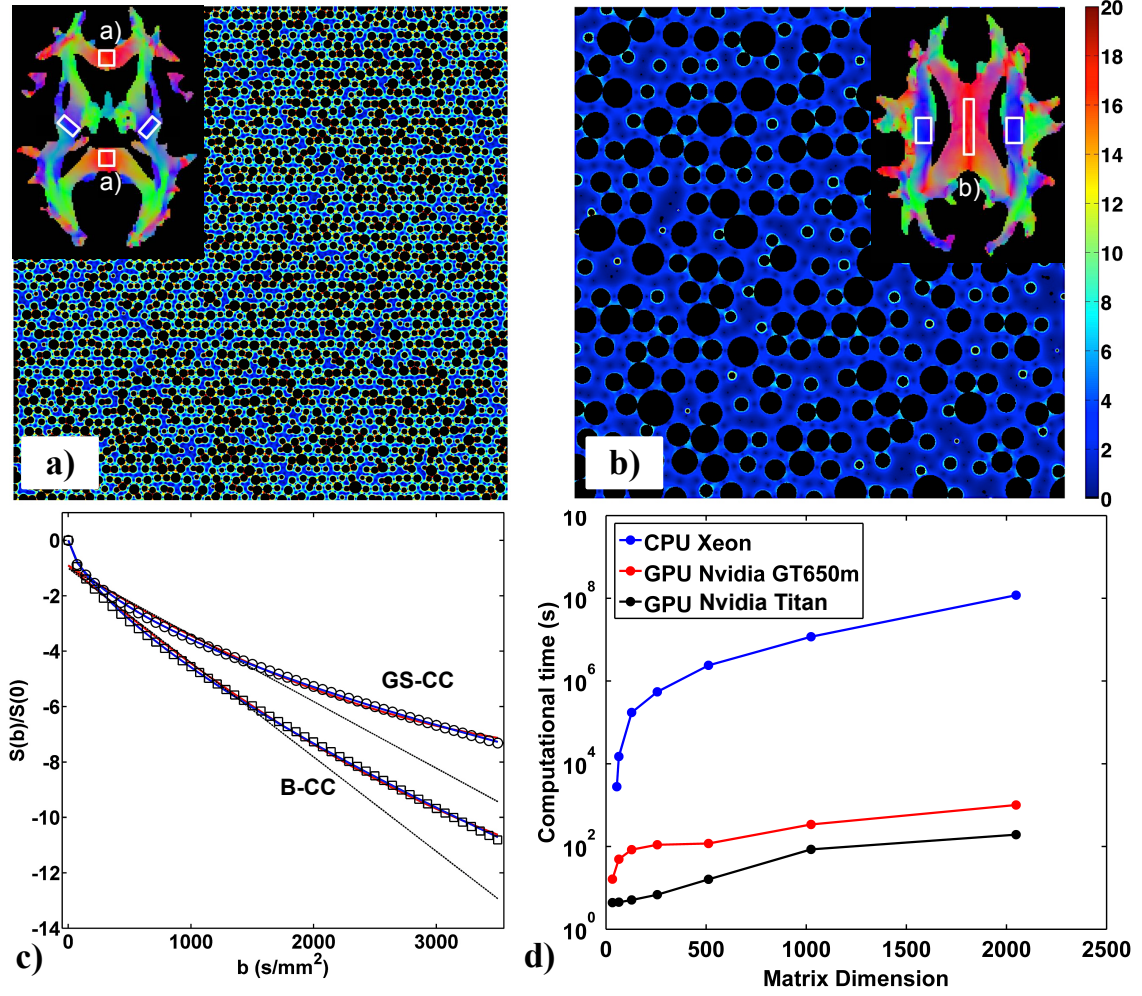 a)
a)
a)
b)
b)
20
18
16
14
12
10
8
6
4
2
0
0
-2
-4
-6
-8
-10
-12
-14
S(b)/S(0)
GS-CC
B-CC
0 1000 2000 3000
b (s/mm²)
c)
10
10⁸
10⁶
10⁴
10²
10⁰
Computational time (s)
CPU Xeon
GPU Nvidia GT650m
GPU Nvidia Titan
0 500 1000 1500 2000 2500
Matrix Dimension
d)